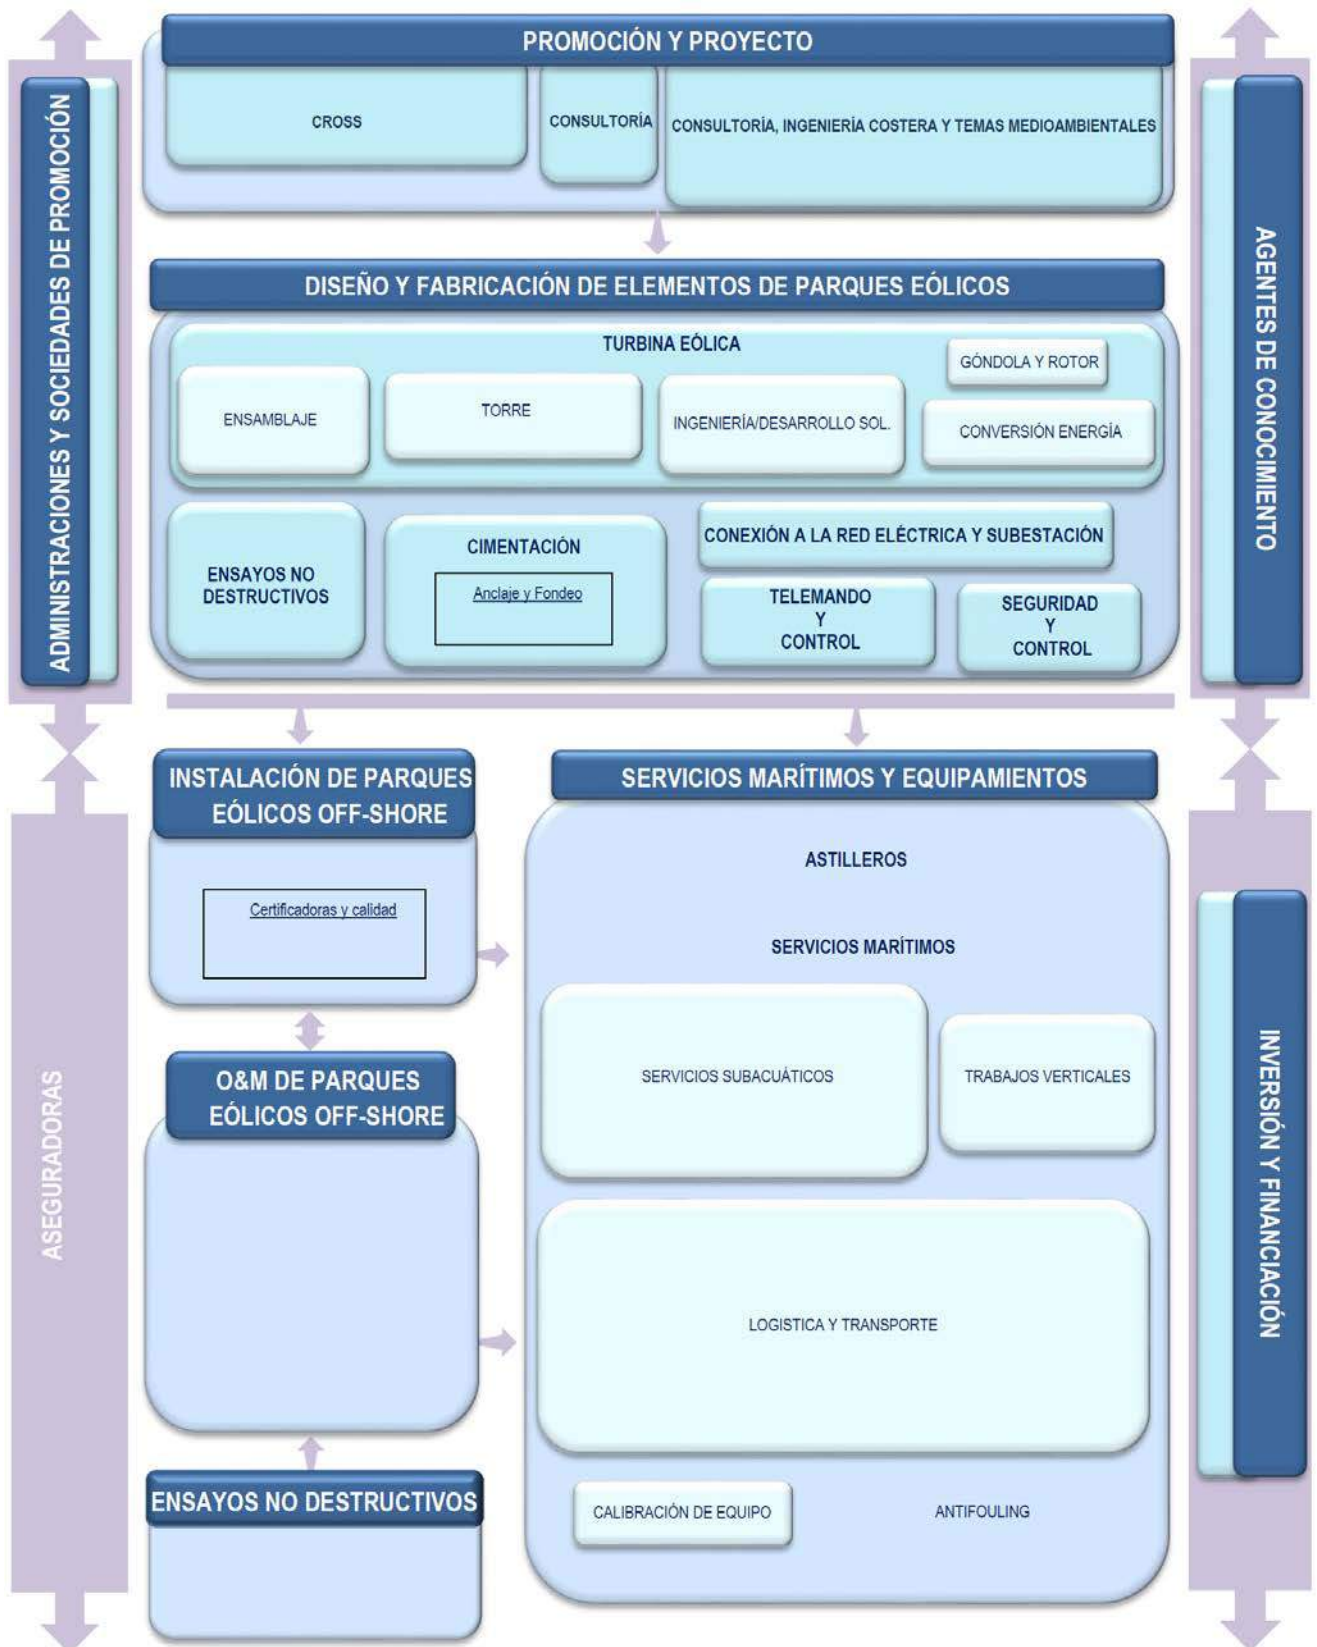 PROMOCIÓN Y PROYECTO
CROSS
CONSULTORÍA
CONSULTORÍA, INGENIERÍA COSTERA Y TEMAS MEDIOAMBIENTALES
ADMINISTRACIONES Y SOCIEDADES DE PROMOCIÓN
AGENTES DE CONOCIMIENTO
DISEÑO Y FABRICACIÓN DE ELEMENTOS DE PARQUES EÓLICOS
TURBINA EÓLICA
ENSAMBLAJE
TORRE
INGENIERÍA/DESARROLLO SOL.
GÓNDOLA Y ROTOR
CONVERSIÓN ENERGÍA
ENSAYOS NO
DESTRUCTIVOS
CIMENTACIÓN
Anclaje y Fondeo
CONEXIÓN A LA RED ELÉCTRICA Y SUBESTACIÓN
TELEMANDO
Y
CONTROL
SEGURIDAD
Y
CONTROL
INSTALACIÓN DE PARQUES
EÓLICOS OFF-SHORE
Certificadoras y calidad
O&M DE PARQUES
EÓLICOS OFF-SHORE
ENSAYOS NO DESTRUCTIVOS
SERVICIOS MARÍTIMOS Y EQUIPAMIENTOS
ASTILLEROS
SERVICIOS MARÍTIMOS
SERVICIOS SUBACUÁTICOS
TRABAJOS VERTICALES
LOGISTICA Y TRANSPORTE
CALIBRACIÓN DE EQUIPO
ANTIFOULING
ASEGURADORAS
INVERSIÓN Y FINANCIACIÓN